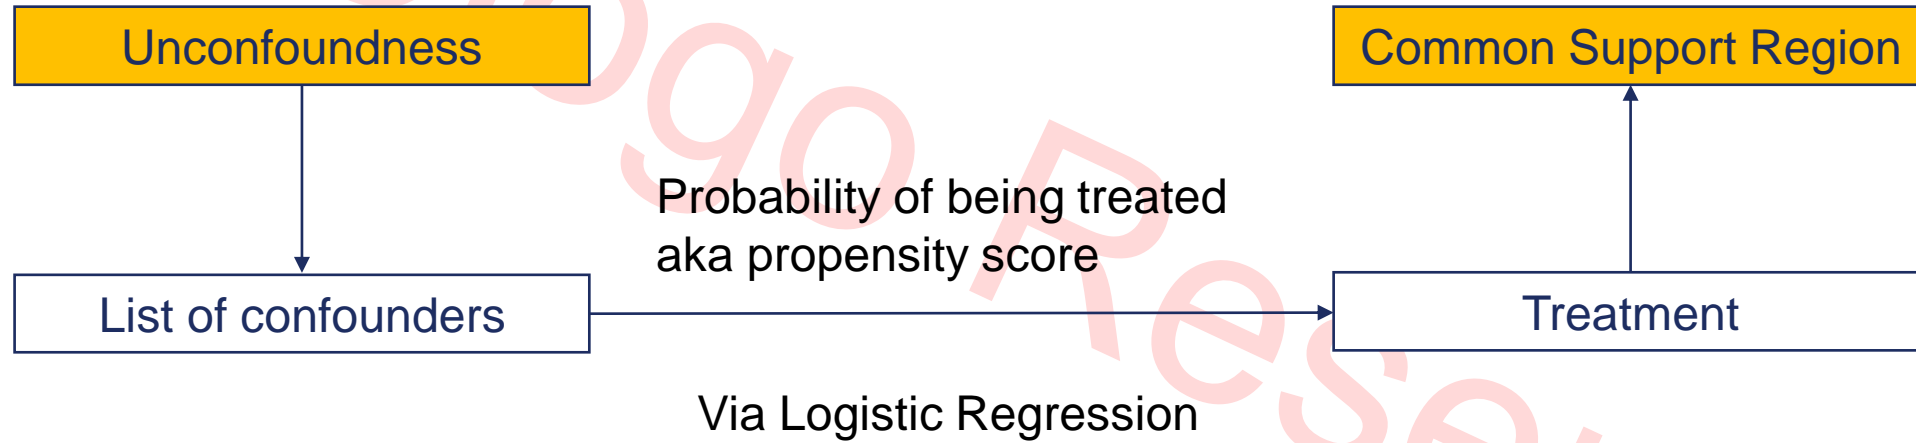 Unconfoundness
Common Support Region
Probability of being treated
aka propensity score
List of confounders
Treatment
Via Logistic Regression